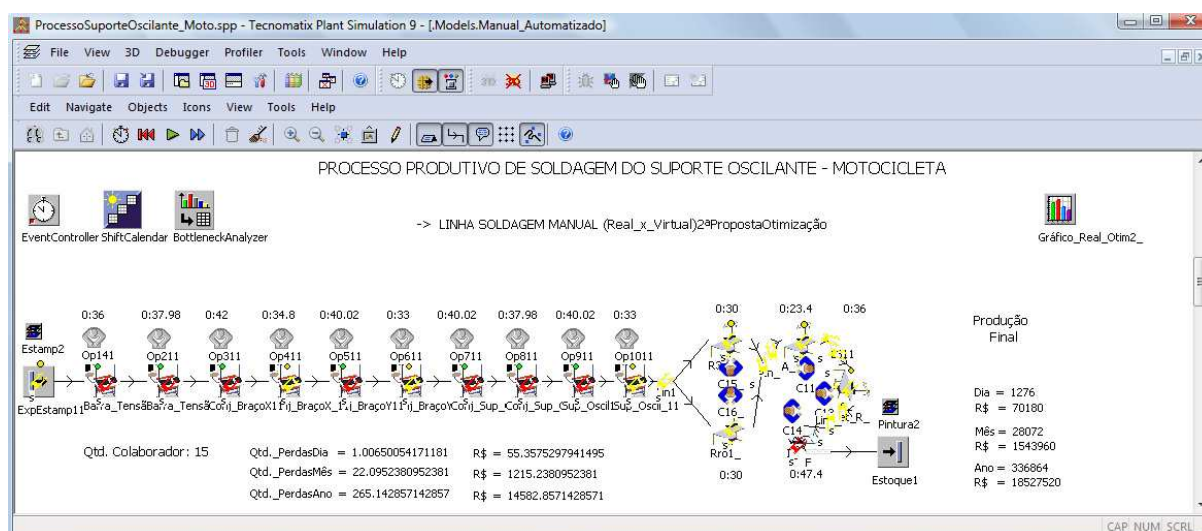 ProcessoSuporteOscilante_Moto.spp - Tecnomatix Plant Simulation 9 - [.Models.Manual_Automatizado]
File View 3D Debugger Profiler Tools Window Help
Edit Navigate Objects Icons View Tools Help
PROCESSO PRODUTIVO DE SOLDAGEM DO SUPORTE OSCILANTE - MOTOCICLETA
EventController ShiftCalendar BottleneckAnalyzer
-> LINHA SOLDAGEM MANUAL (Real_x_Virtual)2ªPropostaOtimização
Gráfico_Real_Otim2_
0:36 0:37.98 0:42 0:34.8 0:40.02 0:33 0:40.02 0:37.98 0:40.02 0:33 0:30 0:23.4 0:36
Estamp2
Op141 Op211 Op311 Op411 Op511 Op611 Op711 Op811 Op911 Op1011
C15_ C11
C16_
C14_
ExpEstamp11
Rro1_
0:30 0:47.4
Pintura2
Estoque1
Produção
Final
Dia = 1276
R$ = 70180
Mês = 28072
R$ = 1543960
Ano = 336864
R$ = 18527520
Qtd. Colaborador: 15
Qtd._PerdasDia = 1.00650054171181 R$ = 55.3575297941495
Qtd._PerdasMês = 22.0952380952381 R$ = 1215.2380952381
Qtd._PerdasAno = 265.142857142857 R$ = 14582.8571428571
CAP NUM SCRL